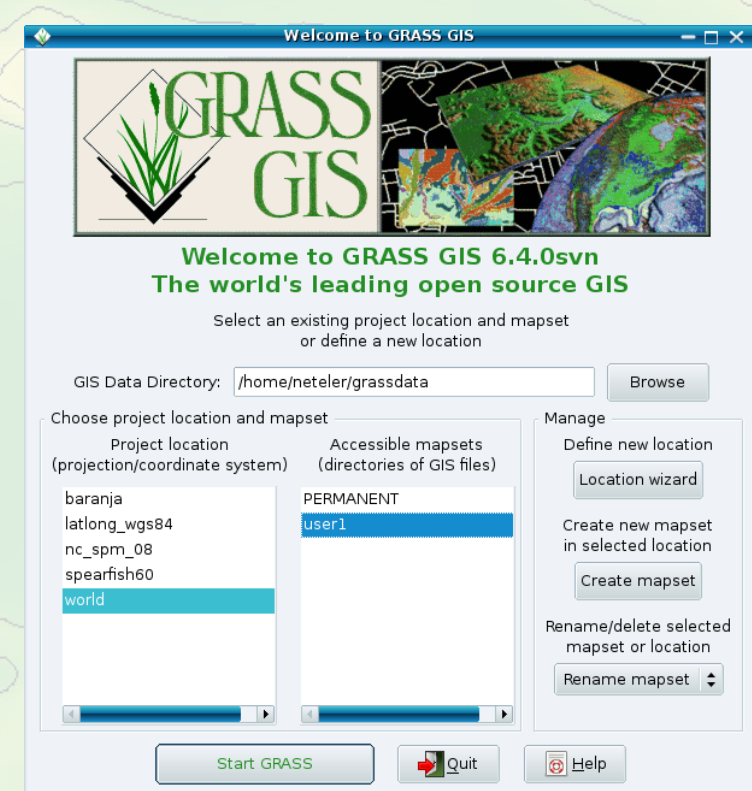 Welcome to GRASS GIS
GRASS
GIS
Welcome to GRASS GIS 6.4.0svn
The world's leading open source GIS
Select an existing project location and mapset
or define a new location
GIS Data Directory: /home/neteler/grassdata Browse
Choose project location and mapset
Project location
(projection/coordinate system)
baranja
latlong_wgs84
nc_spm_08
spearfish60
world
Accessible mapsets
(directories of GIS files)
PERMANENT
user1
Manage
Define new location
Location wizard
Create new mapset
in selected location
Create mapset
Rename/delete selected
mapset or location
Rename mapset
Start GRASS Quit Help